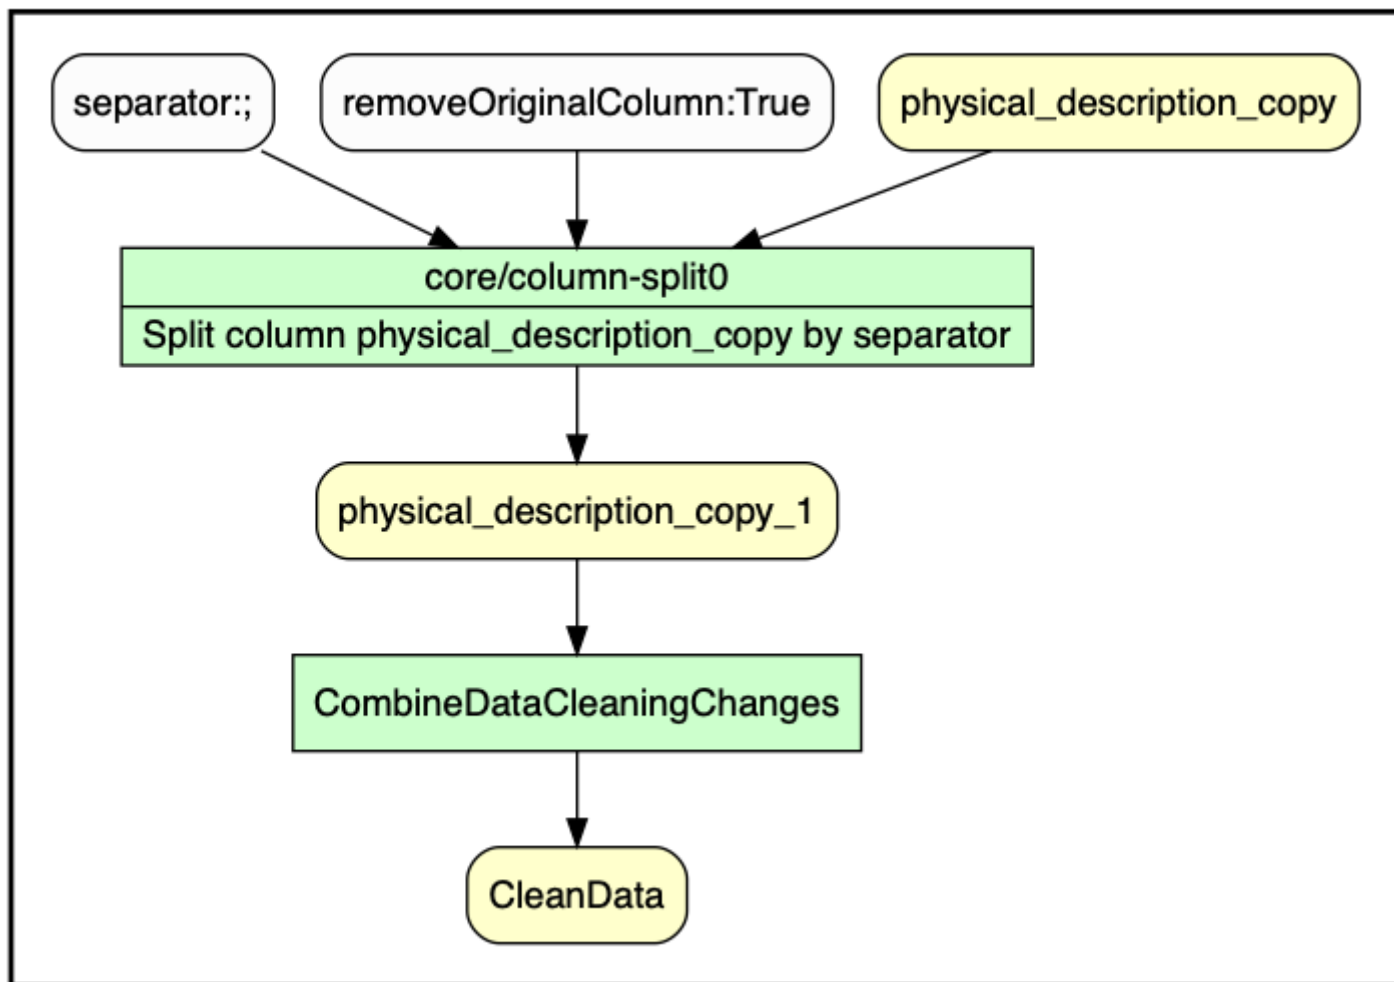 separator:;
removeOriginalColumn:True
physical_description_copy
core/column-split0
Split column physical_description_copy by separator
physical_description_copy_1
CombineDataCleaningChanges
CleanData